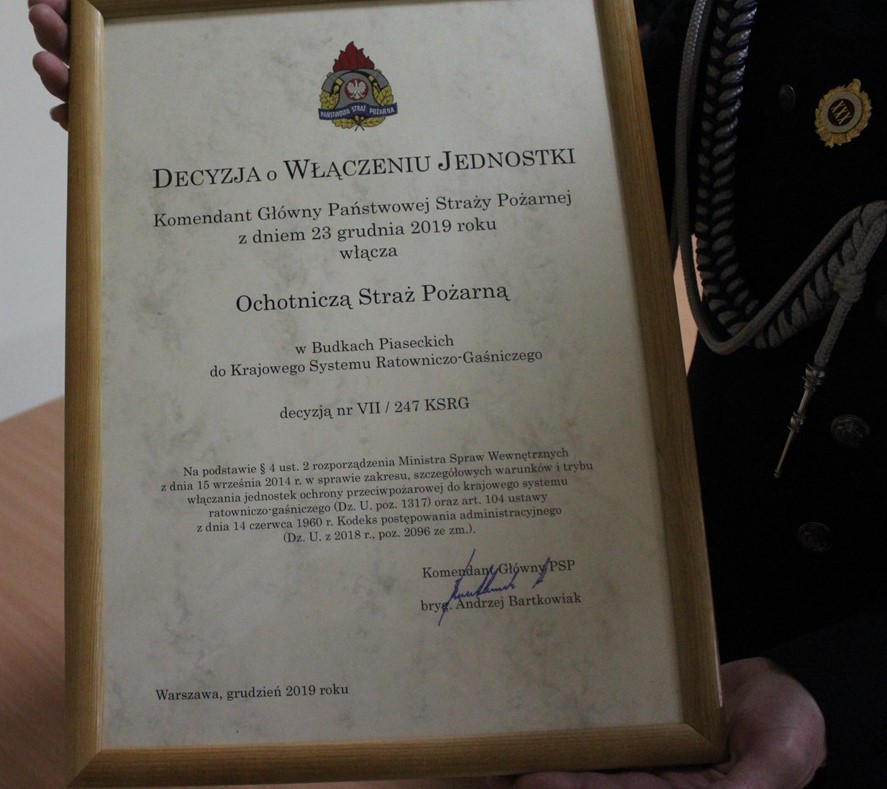 PAŃSTWOWA STRAŻ POŻARNA
DECYZJA O WŁĄCZENIU JEDNOSTKI
Komendant Główny Państwowej Straży Pożarnej
z dniem 23 grudnia 2019 roku
włącza
Ochotniczą Straż Pożarną
w Budkach Piaseckich
do Krajowego Systemu Ratowniczo-Gaśniczego
decyzją nr VII / 247 KSRG
Na podstawie § 4 ust. 2 rozporządzenia Ministra Spraw Wewnętrznych
z dnia 15 września 2014 r. w sprawie zakresu, szczegółowych warunków i trybu
włączania jednostek ochrony przeciwpożarowej do krajowego systemu
ratowniczo-gaśniczego (Dz. U. poz. 1317) oraz art. 104 ustawy
z dnia 14 czerwca 1960 r. Kodeks postępowania administracyjnego
(Dz. U. z 2018 r., poz. 2096 ze zm.).
Komendant Główny PSP
bryg. Andrzej Bartkowiak
Warszawa, grudzień 2019 roku
XXX